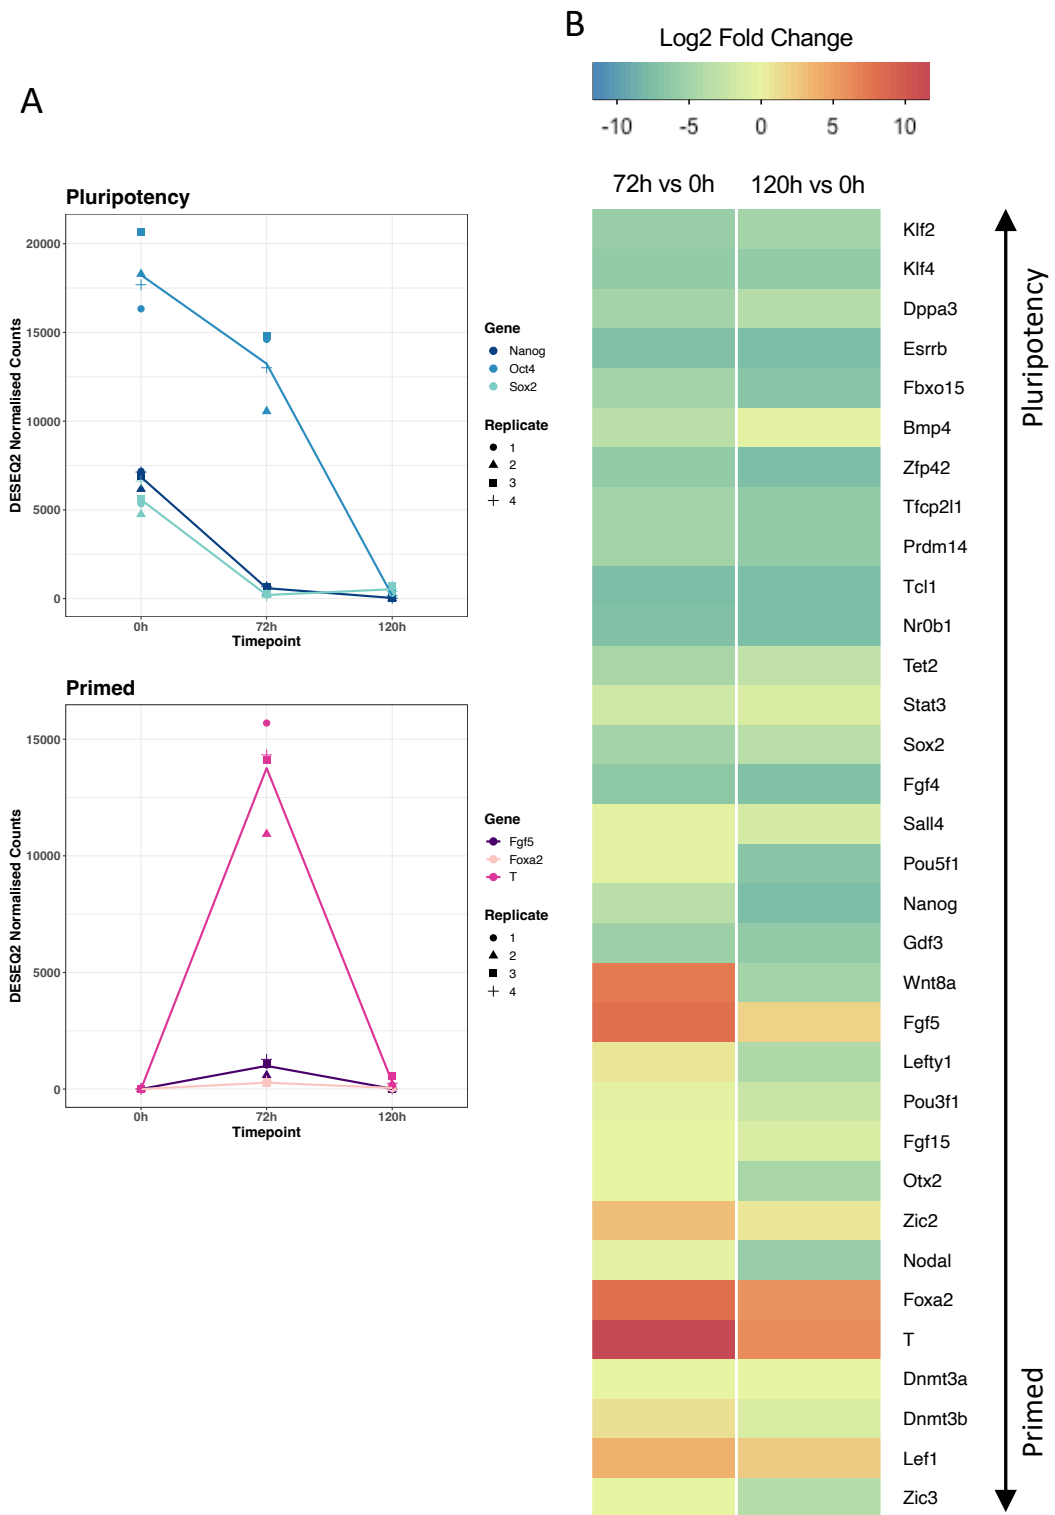 A
Pluripotency
DESEQ2 Normalised Counts
20000
15000
10000
5000
0
0h
72h
120h
Timepoint
Gene
Nanog
Oct4
Sox2
Replicate
1
2
3
4
Primed
DESEQ2 Normalised Counts
15000
10000
5000
0
0h
72h
120h
Timepoint
Gene
Fgf5
Foxa2
T
Replicate
1
2
3
4
B
Log2 Fold Change
-10 -5 0 5 10
72h vs 0h 120h vs 0h
Klf2
Klf4
Dppa3
Esrrb
Fbxo15
Bmp4
Zfp42
Tfcp2l1
Prdm14
Tcl1
Nr0b1
Tet2
Stat3
Sox2
Fgf4
Sall4
Pou5f1
Nanog
Gdf3
Wnt8a
Fgf5
Lefty1
Pou3f1
Fgf15
Otx2
Zic2
Nodal
Foxa2
T
Dnmt3a
Dnmt3b
Lef1
Zic3
Pluripotency
Primed